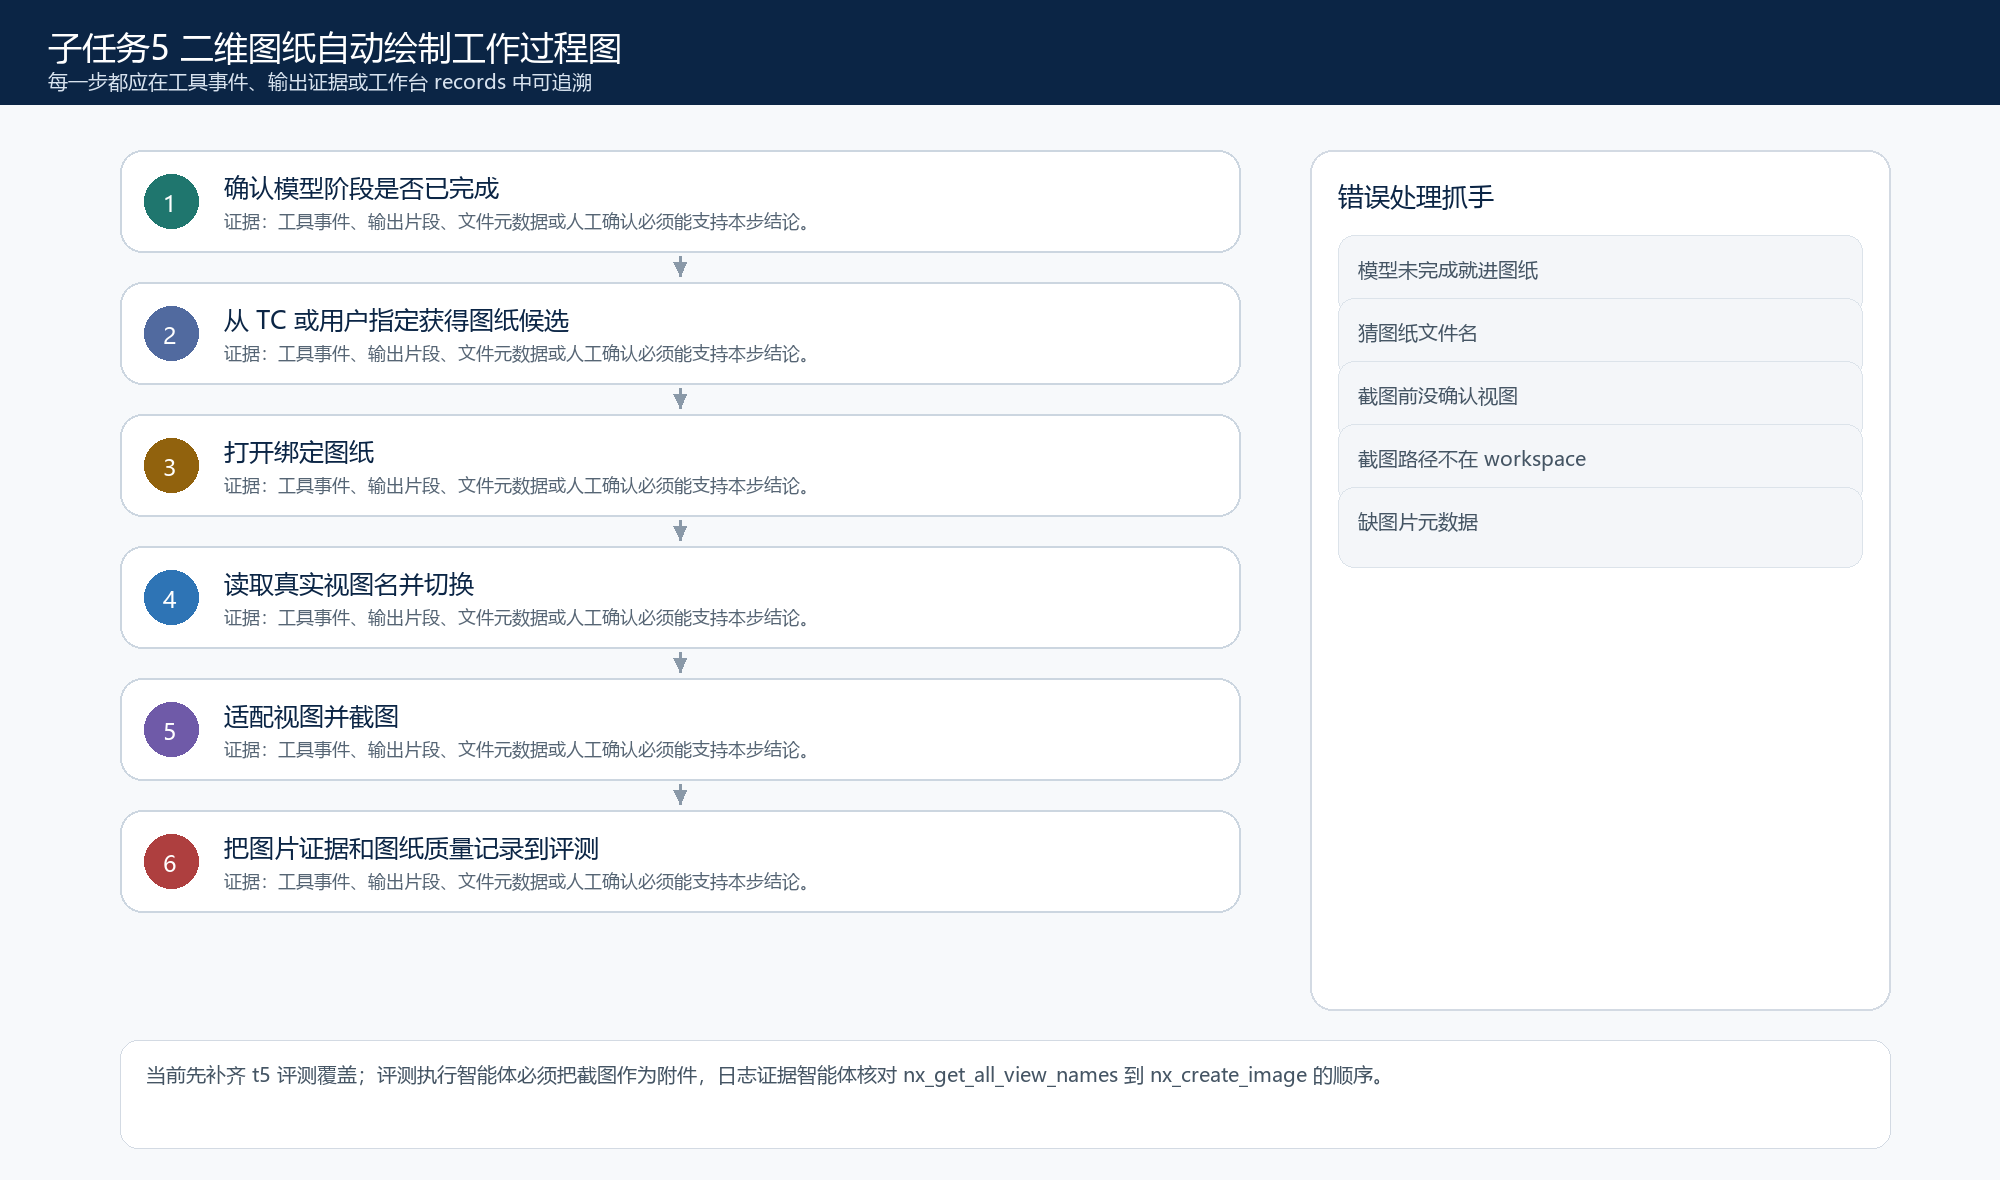 子任务5 二维图纸自动绘制工作过程图
每一步都应在工具事件、输出证据或工作台 records 中可追溯
1
确认模型阶段是否已完成
证据：工具事件、输出片段、文件元数据或人工确认必须能支持本步结论。
2
从 TC 或用户指定获得图纸候选
证据：工具事件、输出片段、文件元数据或人工确认必须能支持本步结论。
3
打开绑定图纸
证据：工具事件、输出片段、文件元数据或人工确认必须能支持本步结论。
4
读取真实视图名并切换
证据：工具事件、输出片段、文件元数据或人工确认必须能支持本步结论。
5
适配视图并截图
证据：工具事件、输出片段、文件元数据或人工确认必须能支持本步结论。
6
把图片证据和图纸质量记录到评测
证据：工具事件、输出片段、文件元数据或人工确认必须能支持本步结论。
错误处理抓手
模型未完成就进图纸
猜图纸文件名
截图前没确认视图
截图路径不在 workspace
缺图片元数据
当前先补齐 t5 评测覆盖；评测执行智能体必须把截图作为附件，日志证据智能体核对 nx_get_all_view_names 到 nx_create_image 的顺序。